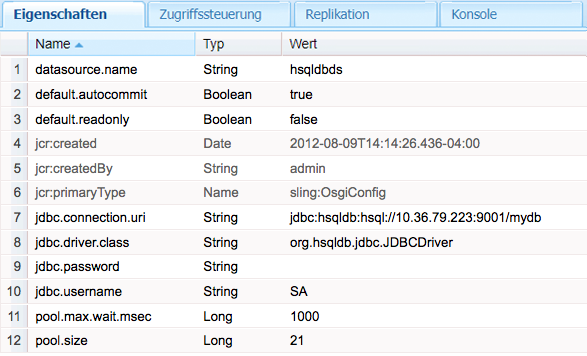 Eigenschaften Zugriffssteuerung Replikation Konsole
Name Typ Wert
1 datasource.name String hsqldbds
2 default.autocommit Boolean true
3 default.readonly Boolean false
4 jcr:created Date 2012-08-09T14:14:26.436-04:00
5 jcr:createdBy String admin
6 jcr:primaryType Name sling:OsgiConfig
7 jdbc.connection.uri String jdbc:hsqldb:hsql://10.36.79.223:9001/mydb
8 jdbc.driver.class String org.hsqldb.jdbc.JDBCDriver
9 jdbc.password String
10 jdbc.username String SA
11 pool.max.wait.msec Long 1000
12 pool.size Long 21